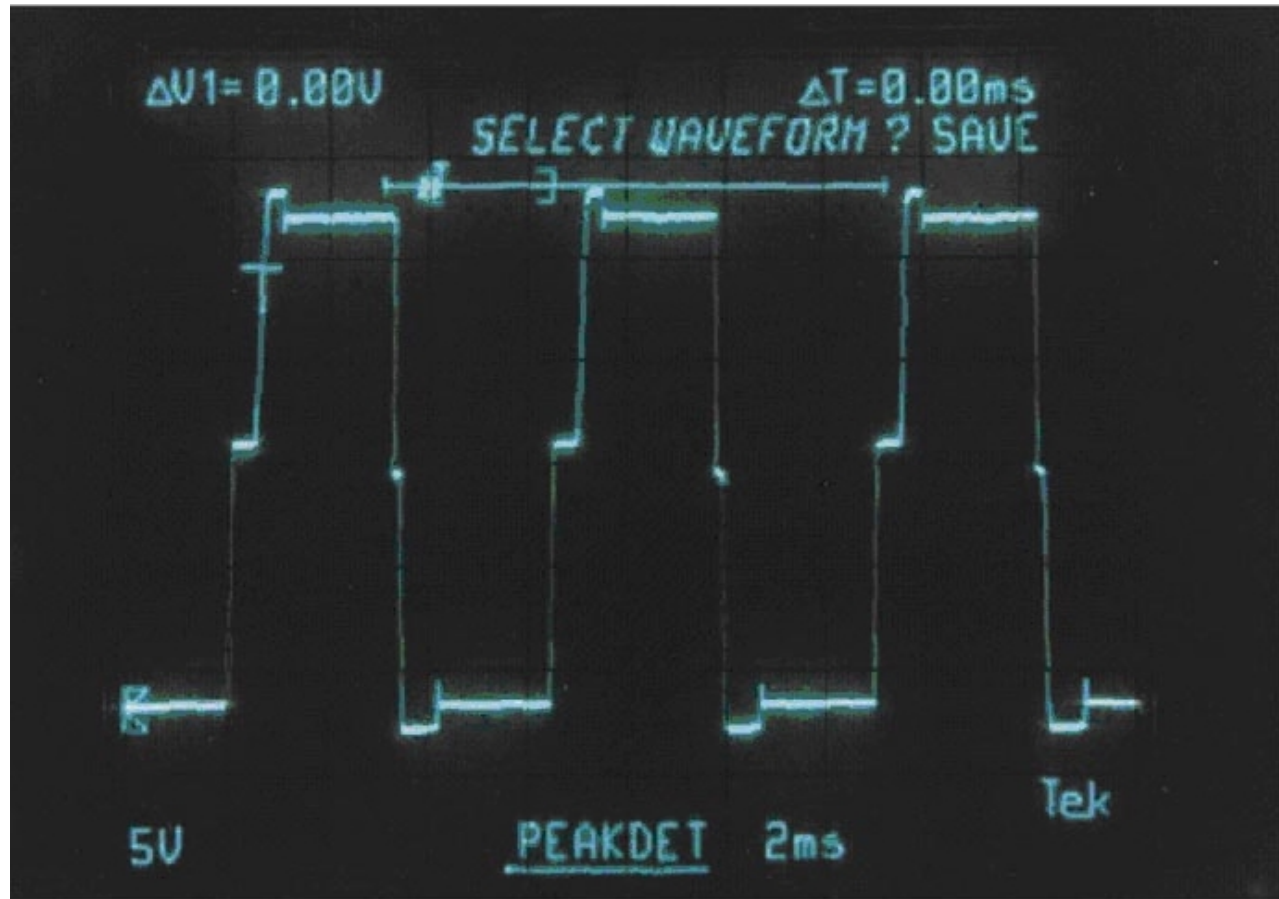 ΔV1= 0.00V ΔT=0.00ms
SELECT WAVEFORM ? SAVE
Tek
5V PEAKDET 2ms